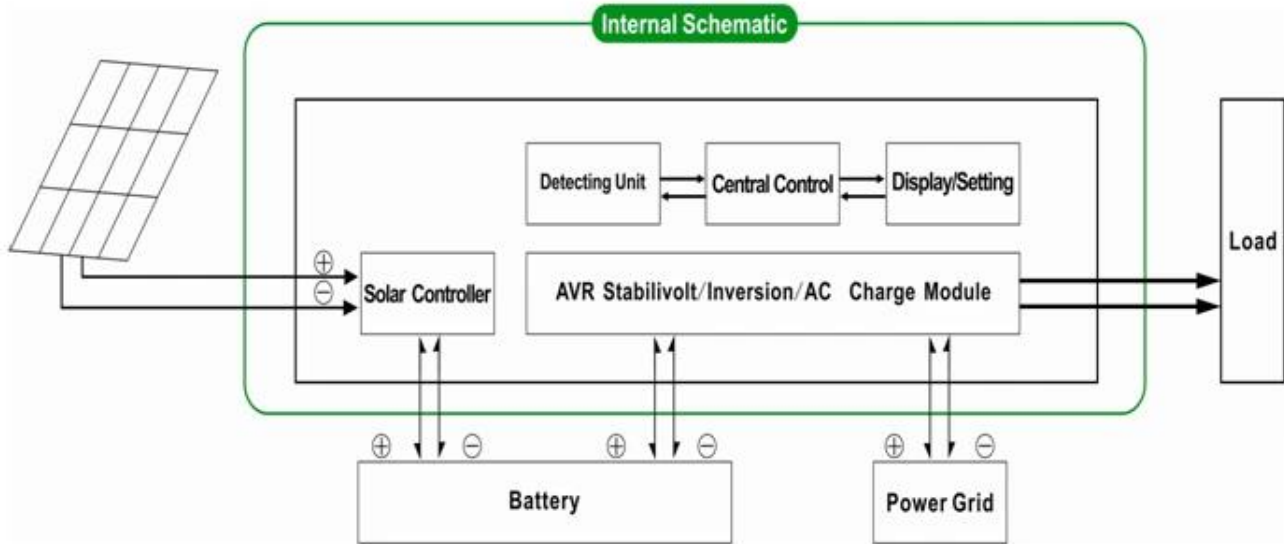 Internal Schematic
Detecting Unit
Central Control
Display/Setting
Load
⊕
⊖
Solar Controller
AVR Stabilivolt/Inversion/AC Charge Module
⊕ ⊖ ⊕ ⊖ ⊕ ⊖
Battery
Power Grid